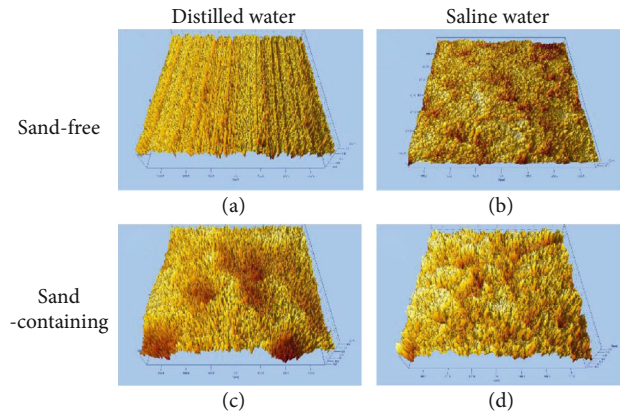 Distilled water
Saline water
Sand-free
(a)
(b)
Sand
-containing
(c)
(d)